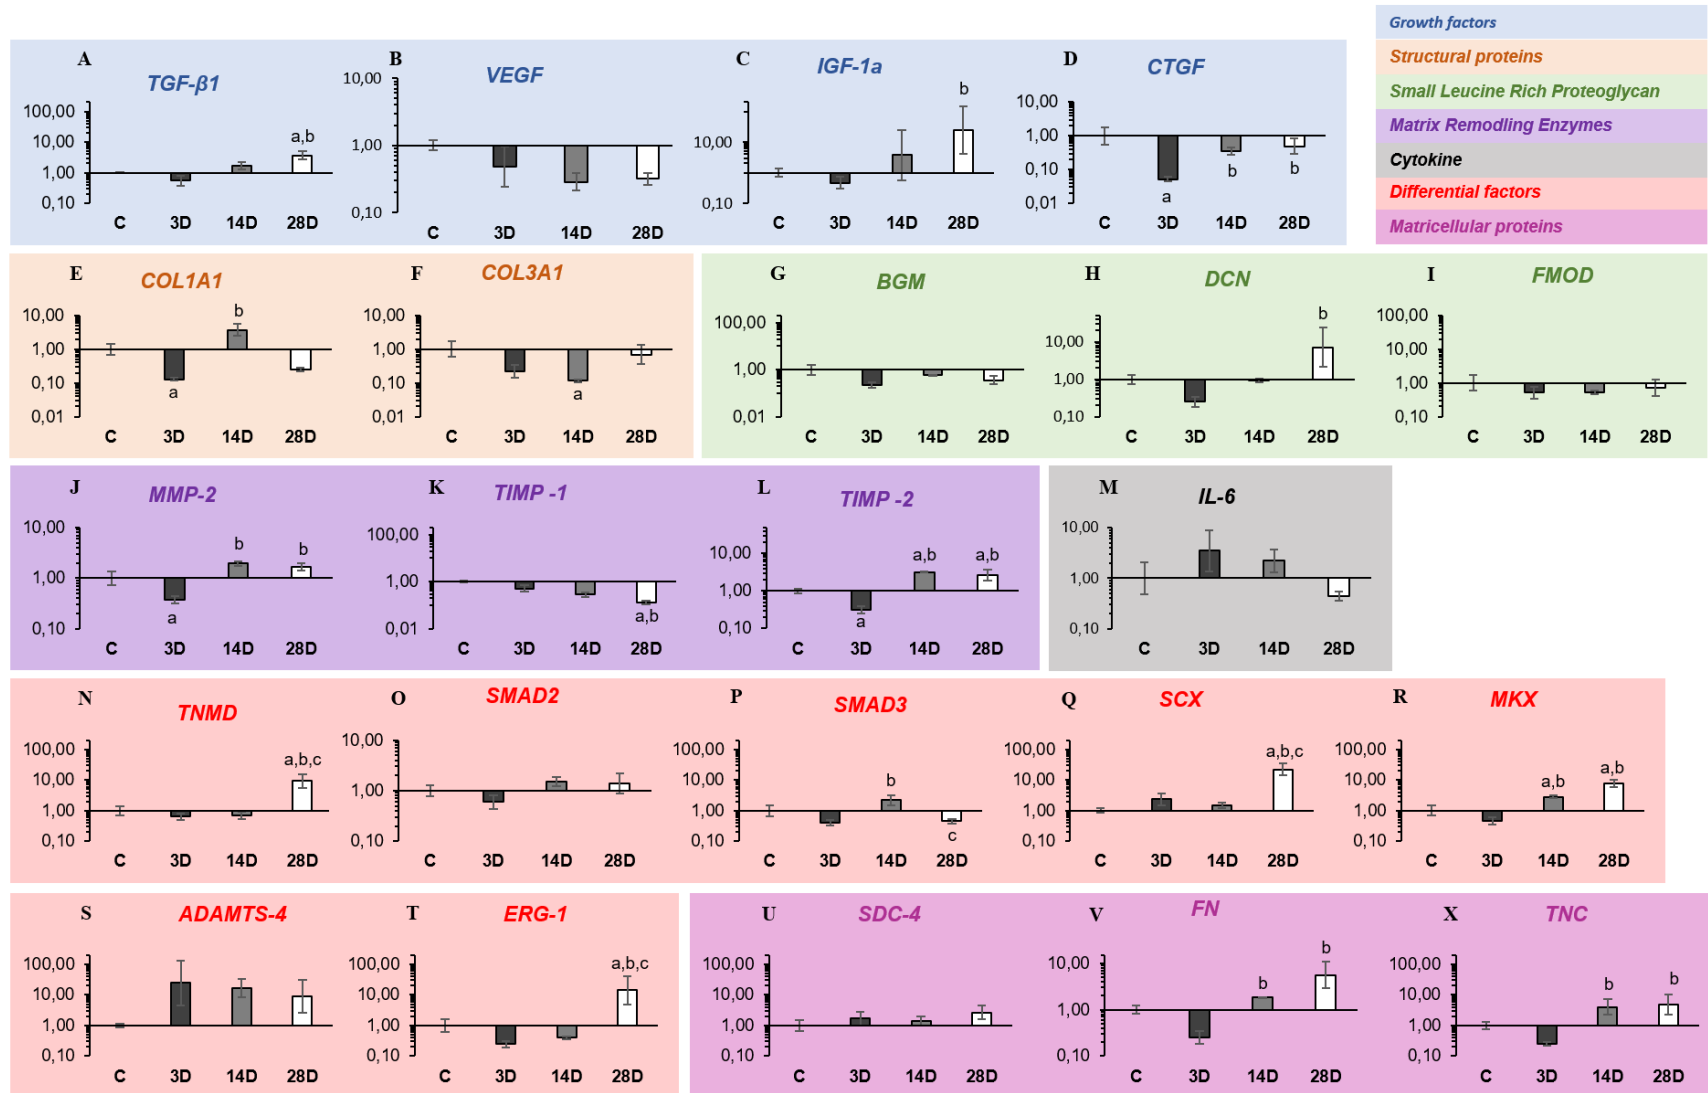 Growth factors
Structural proteins
Small Leucine Rich Proteoglycan
Matrix Remodling Enzymes
Cytokine
Differential factors
Matricellular proteins
A
TGF-β1
100,00
10,00
1,00
0,10
a,b
C 3D 14D 28D
B
VEGF
10,00
1,00
0,10
C 3D 14D 28D
C
IGF-1a
10,00
0,10
b
C 3D 14D 28D
D
CTGF
10,00
1,00
0,10
0,01
a
b
b
C 3D 14D 28D
E
COL1A1
10,00
1,00
0,10
0,01
a
b
C 3D 14D 28D
F
COL3A1
10,00
1,00
0,10
0,01
a
C 3D 14D 28D
G
BGM
100,00
1,00
0,01
C 3D 14D 28D
H
DCN
10,00
1,00
0,10
b
C 3D 14D 28D
I
FMOD
100,00
10,00
1,00
0,10
C 3D 14D 28D
J
MMP-2
10,00
1,00
0,10
a
b
b
C 3D 14D 28D
K
TIMP -1
100,00
1,00
0,01
a,b
C 3D 14D 28D
L
TIMP -2
10,00
1,00
0,10
a
a,b
a,b
C 3D 14D 28D
M
IL-6
10,00
1,00
0,10
C 3D 14D 28D
N
TNMD
100,00
10,00
1,00
0,10
a,b,c
C 3D 14D 28D
O
SMAD2
10,00
1,00
0,10
C 3D 14D 28D
P
SMAD3
100,00
10,00
1,00
0,10
b
c
C 3D 14D 28D
Q
SCX
100,00
10,00
1,00
0,10
a,b,c
C 3D 14D 28D
R
MKX
100,00
10,00
1,00
0,10
a,b
a,b
C 3D 14D 28D
S
ADAMTS-4
100,00
10,00
1,00
0,10
C 3D 14D 28D
T
ERG-1
100,00
10,00
1,00
0,10
a,b,c
C 3D 14D 28D
U
SDC-4
100,00
10,00
1,00
0,10
C 3D 14D 28D
V
FN
10,00
1,00
0,10
b
b
C 3D 14D 28D
X
TNC
100,00
10,00
1,00
0,10
b
b
C 3D 14D 28D